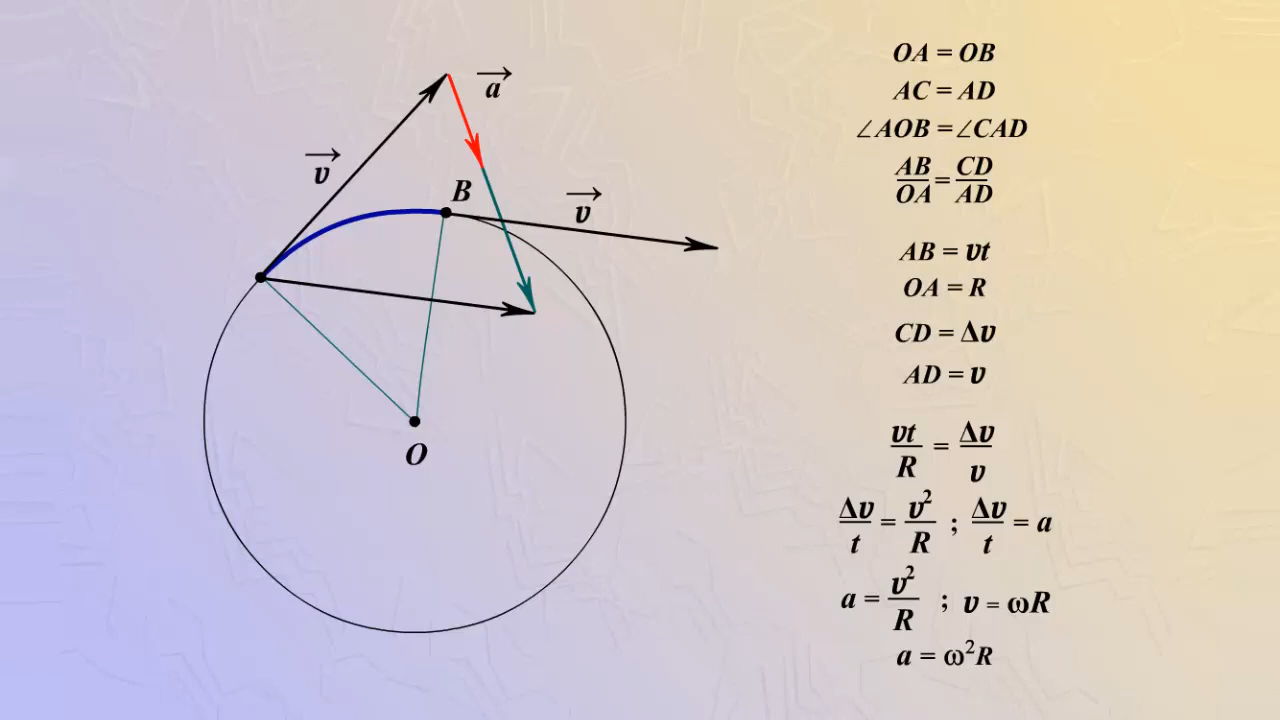 a⃗
v⃗
B
v⃗
O
OA = OB
AC = AD
∠AOB = ∠CAD
AB/OA = CD/AD
AB = vt
OA = R
CD = Δv
AD = v
vt/R = Δv/v
Δv/t = v²/R ; Δv/t = a
a = v²/R ; v = ωR
a = ω²R